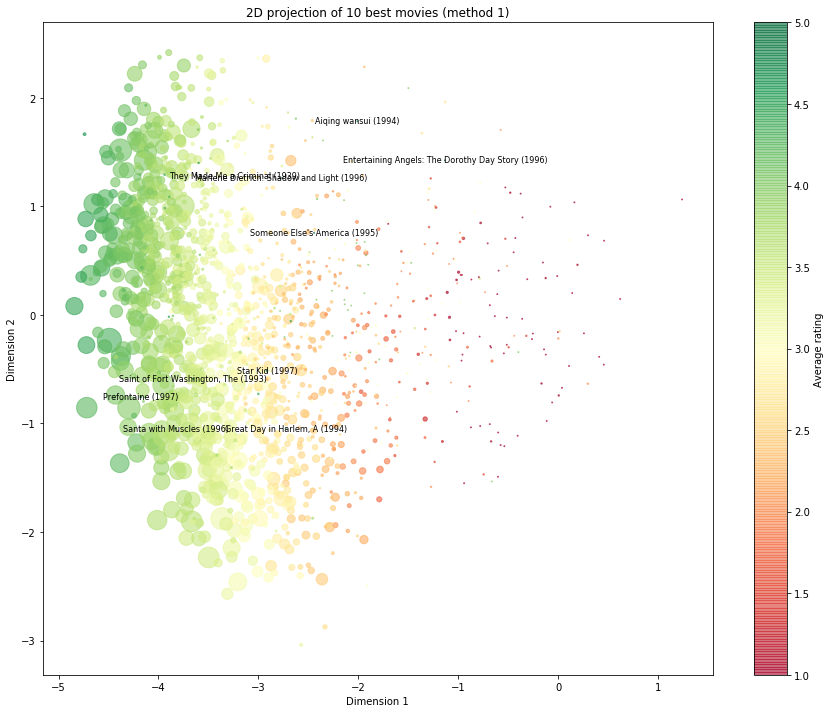 2D projection of 10 best movies (method 1)
5.0
2
Aiqing wansui (1994)
4.5
Entertaining Angels: The Dorothy Day Story (1996)
They Made Me a Criminal (1939)
Marlene Dietrich: Shadow and Light (1996)
1
4.0
Someone Else's America (1995)
3.5
0
Dimension 2
3.0
Average rating
Star Kid (1997)
Saint of Fort Washington, The (1993)
Prefontaine (1997)
2.5
−1
Santa with Muscles (1996)
Great Day in Harlem, A (1994)
2.0
−2
1.5
−3
1.0
−5 −4 −3 −2 −1 0 1
Dimension 1